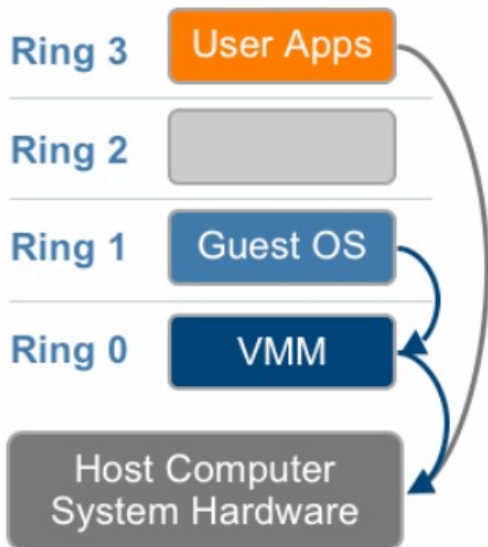 Ring 3
User Apps
Ring 2
Ring 1
Guest OS
Ring 0
VMM
Host Computer
System Hardware